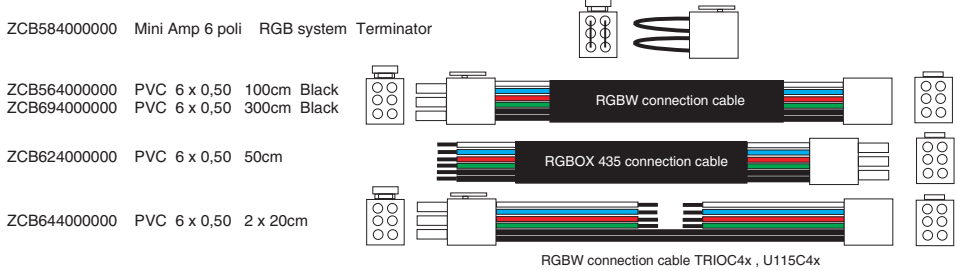 ZCB584000000 Mini Amp 6 poli RGB system Terminator
ZCB564000000 PVC 6 x 0,50 100cm Black
ZCB694000000 PVC 6 x 0,50 300cm Black
RGBW connection cable
ZCB624000000 PVC 6 x 0,50 50cm
RGBOX 435 connection cable
ZCB644000000 PVC 6 x 0,50 2 x 20cm
RGBW connection cable TRIOC4x , U115C4x